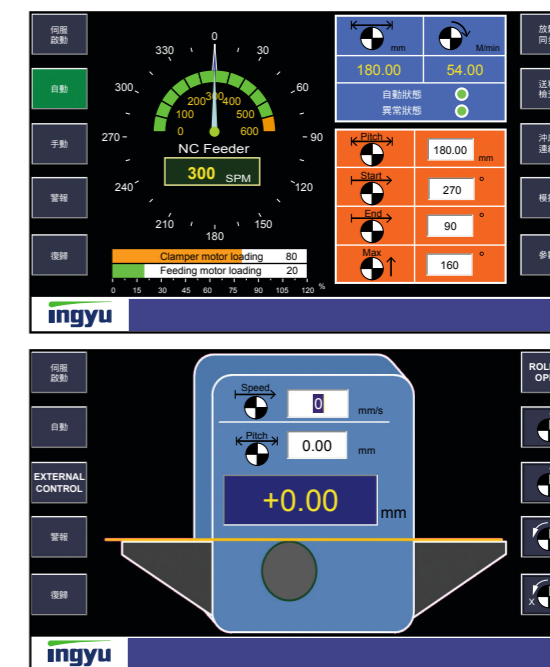 伺服
啟動
自動
手動
警報
復歸
0
330
30
300
60
270
90
240
120
210
150
180
0
100
200
300
400
500
600
NC Feeder
300 SPM
Clamper motor loading 80
Feeding motor loading 20
0 15 30 45 60 75 90 105 120 %
mm
M/min
180.00
54.00
自動狀態
異常狀態
Pitch
180.00 mm
Start
270 °
End
90 °
Max
160 °
ingyu
伺服
啟動
自動
EXTERNAL
CONTROL
警報
復歸
Speed
0 mm/s
Pitch
0.00 mm
+0.00 mm
X
ingyu